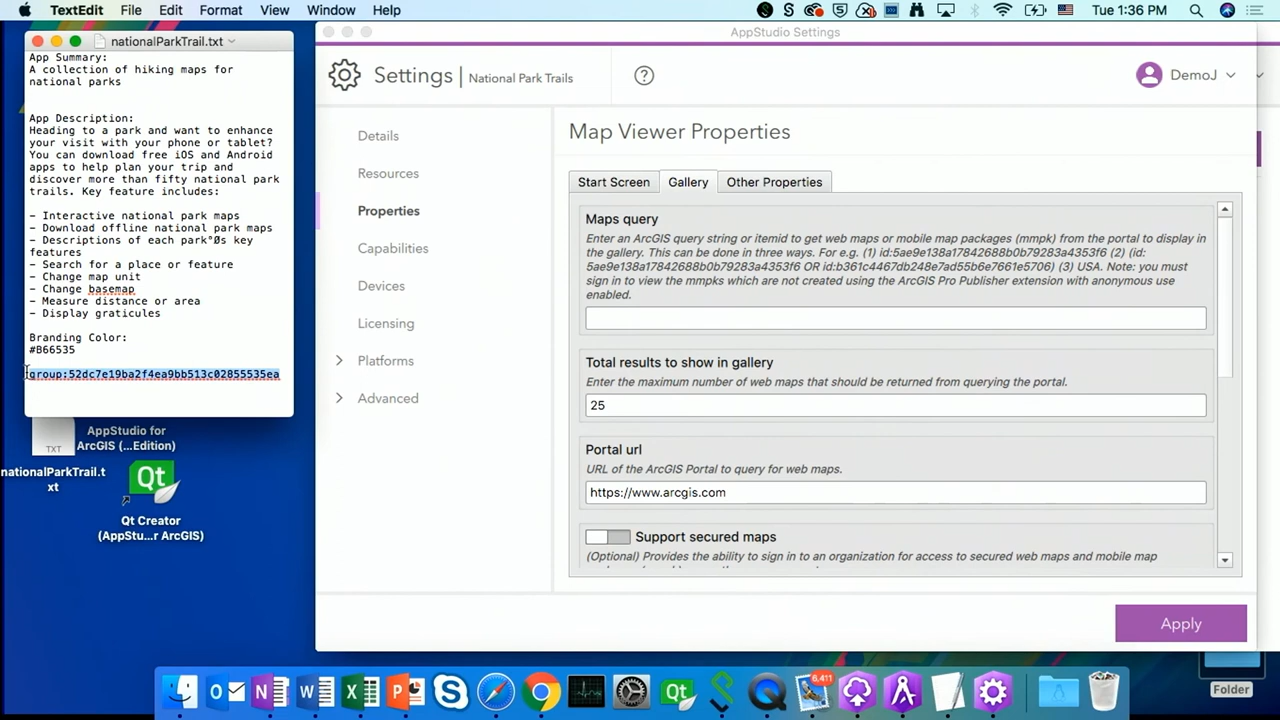 TextEdit File Edit Format View Window Help
Tue 1:36 PM
nationalParkTrail.txt
App Summary:
A collection of hiking maps for
national parks
App Description:
Heading to a park and want to enhance
your visit with your phone or tablet?
You can download free iOS and Android
apps to help plan your trip and
discover more than fifty national park
trails. Key feature includes:
- Interactive national park maps
- Download offline national park maps
- Descriptions of each park°Øs key
features
- Search for a place or feature
- Change map unit
- Change basemap
- Measure distance or area
- Display graticules
Branding Color:
#B66535
group:52dc7e19ba2f4ea9bb513c02855535ea
TXT
AppStudio for
ArcGIS (...Edition)
nationalParkTrail.t
xt
Qt
Qt Creator
(AppStu...r ArcGIS)
AppStudio Settings
Settings | National Park Trails
?
DemoJ
Details
Resources
Properties
Capabilities
Devices
Licensing
Platforms
Advanced
Map Viewer Properties
Start Screen Gallery Other Properties
Maps query
Enter an ArcGIS query string or itemid to get web maps or mobile map packages (mmpk) from the portal to display in
the gallery. This can be done in three ways. For e.g. (1) id:5ae9e138a17842688b0b79283a4353f6 (2) (id:
5ae9e138a17842688b0b79283a4353f6 OR id:b361c4467db248e7ad55b6e7661e5706) (3) USA. Note: you must
sign in to view the mmpks which are not created using the ArcGIS Pro Publisher extension with anonymous use
enabled.
Total results to show in gallery
Enter the maximum number of web maps that should be returned from querying the portal.
25
Portal url
URL of the ArcGIS Portal to query for web maps.
https://www.arcgis.com
Support secured maps
(Optional) Provides the ability to sign in to an organization for access to secured web maps and mobile map
Apply
6,411
Qt
Folder